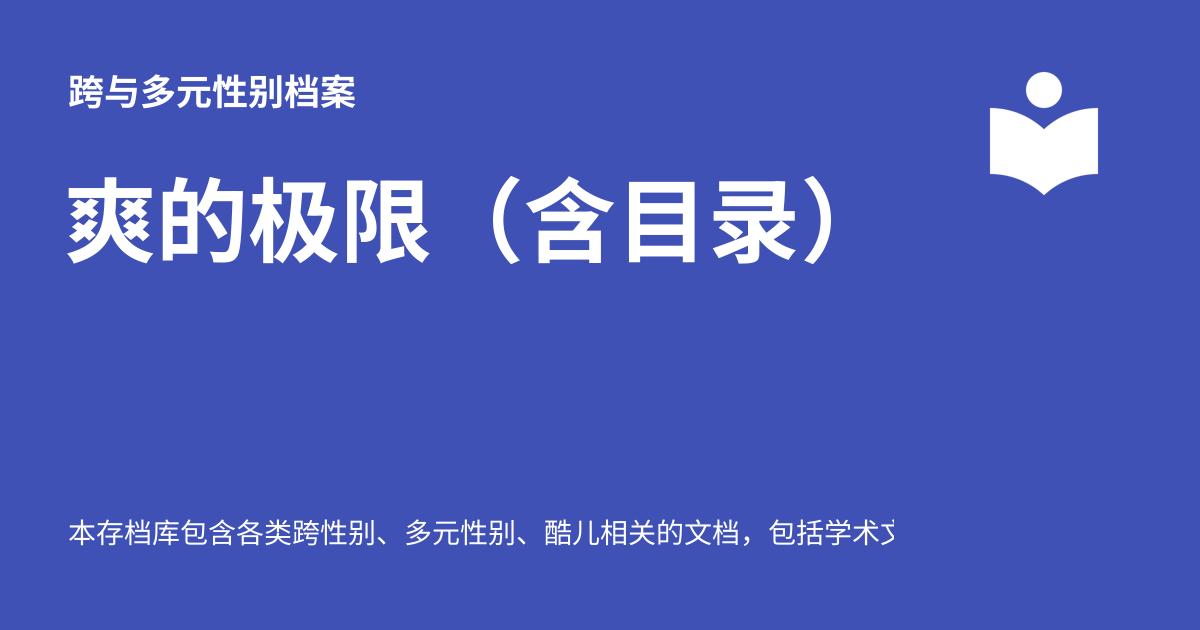 跨与多元性别档案
爽的极限（含目录）
本存档库包含各类跨性别、多元性别、酷儿相关的文档，包括学术